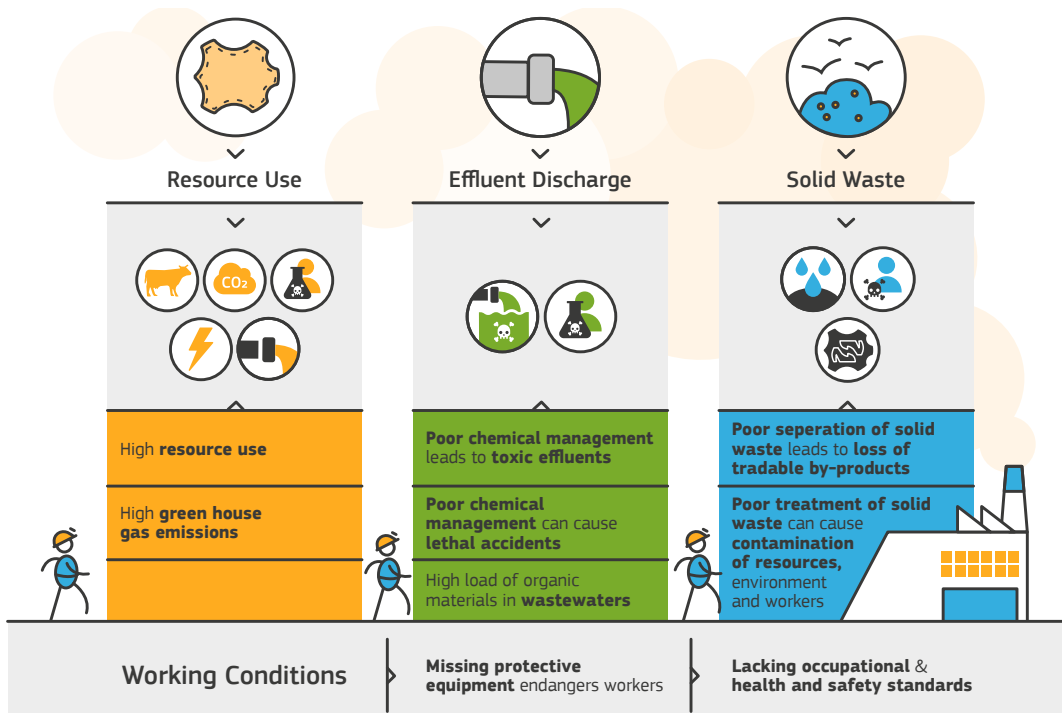 Resource Use
CO₂
High resource use
High green house
gas emissions
Effluent Discharge
Poor chemical management
leads to toxic effluents
Poor chemical
management can cause
lethal accidents
High load of organic
materials in wastewaters
Solid Waste
Poor seperation of solid
waste leads to loss of
tradable by-products
Poor treatment of solid
waste can cause
contamination
of resources,
environment
and workers
Working Conditions
Missing protective
equipment endangers workers
Lacking occupational &
health and safety standards